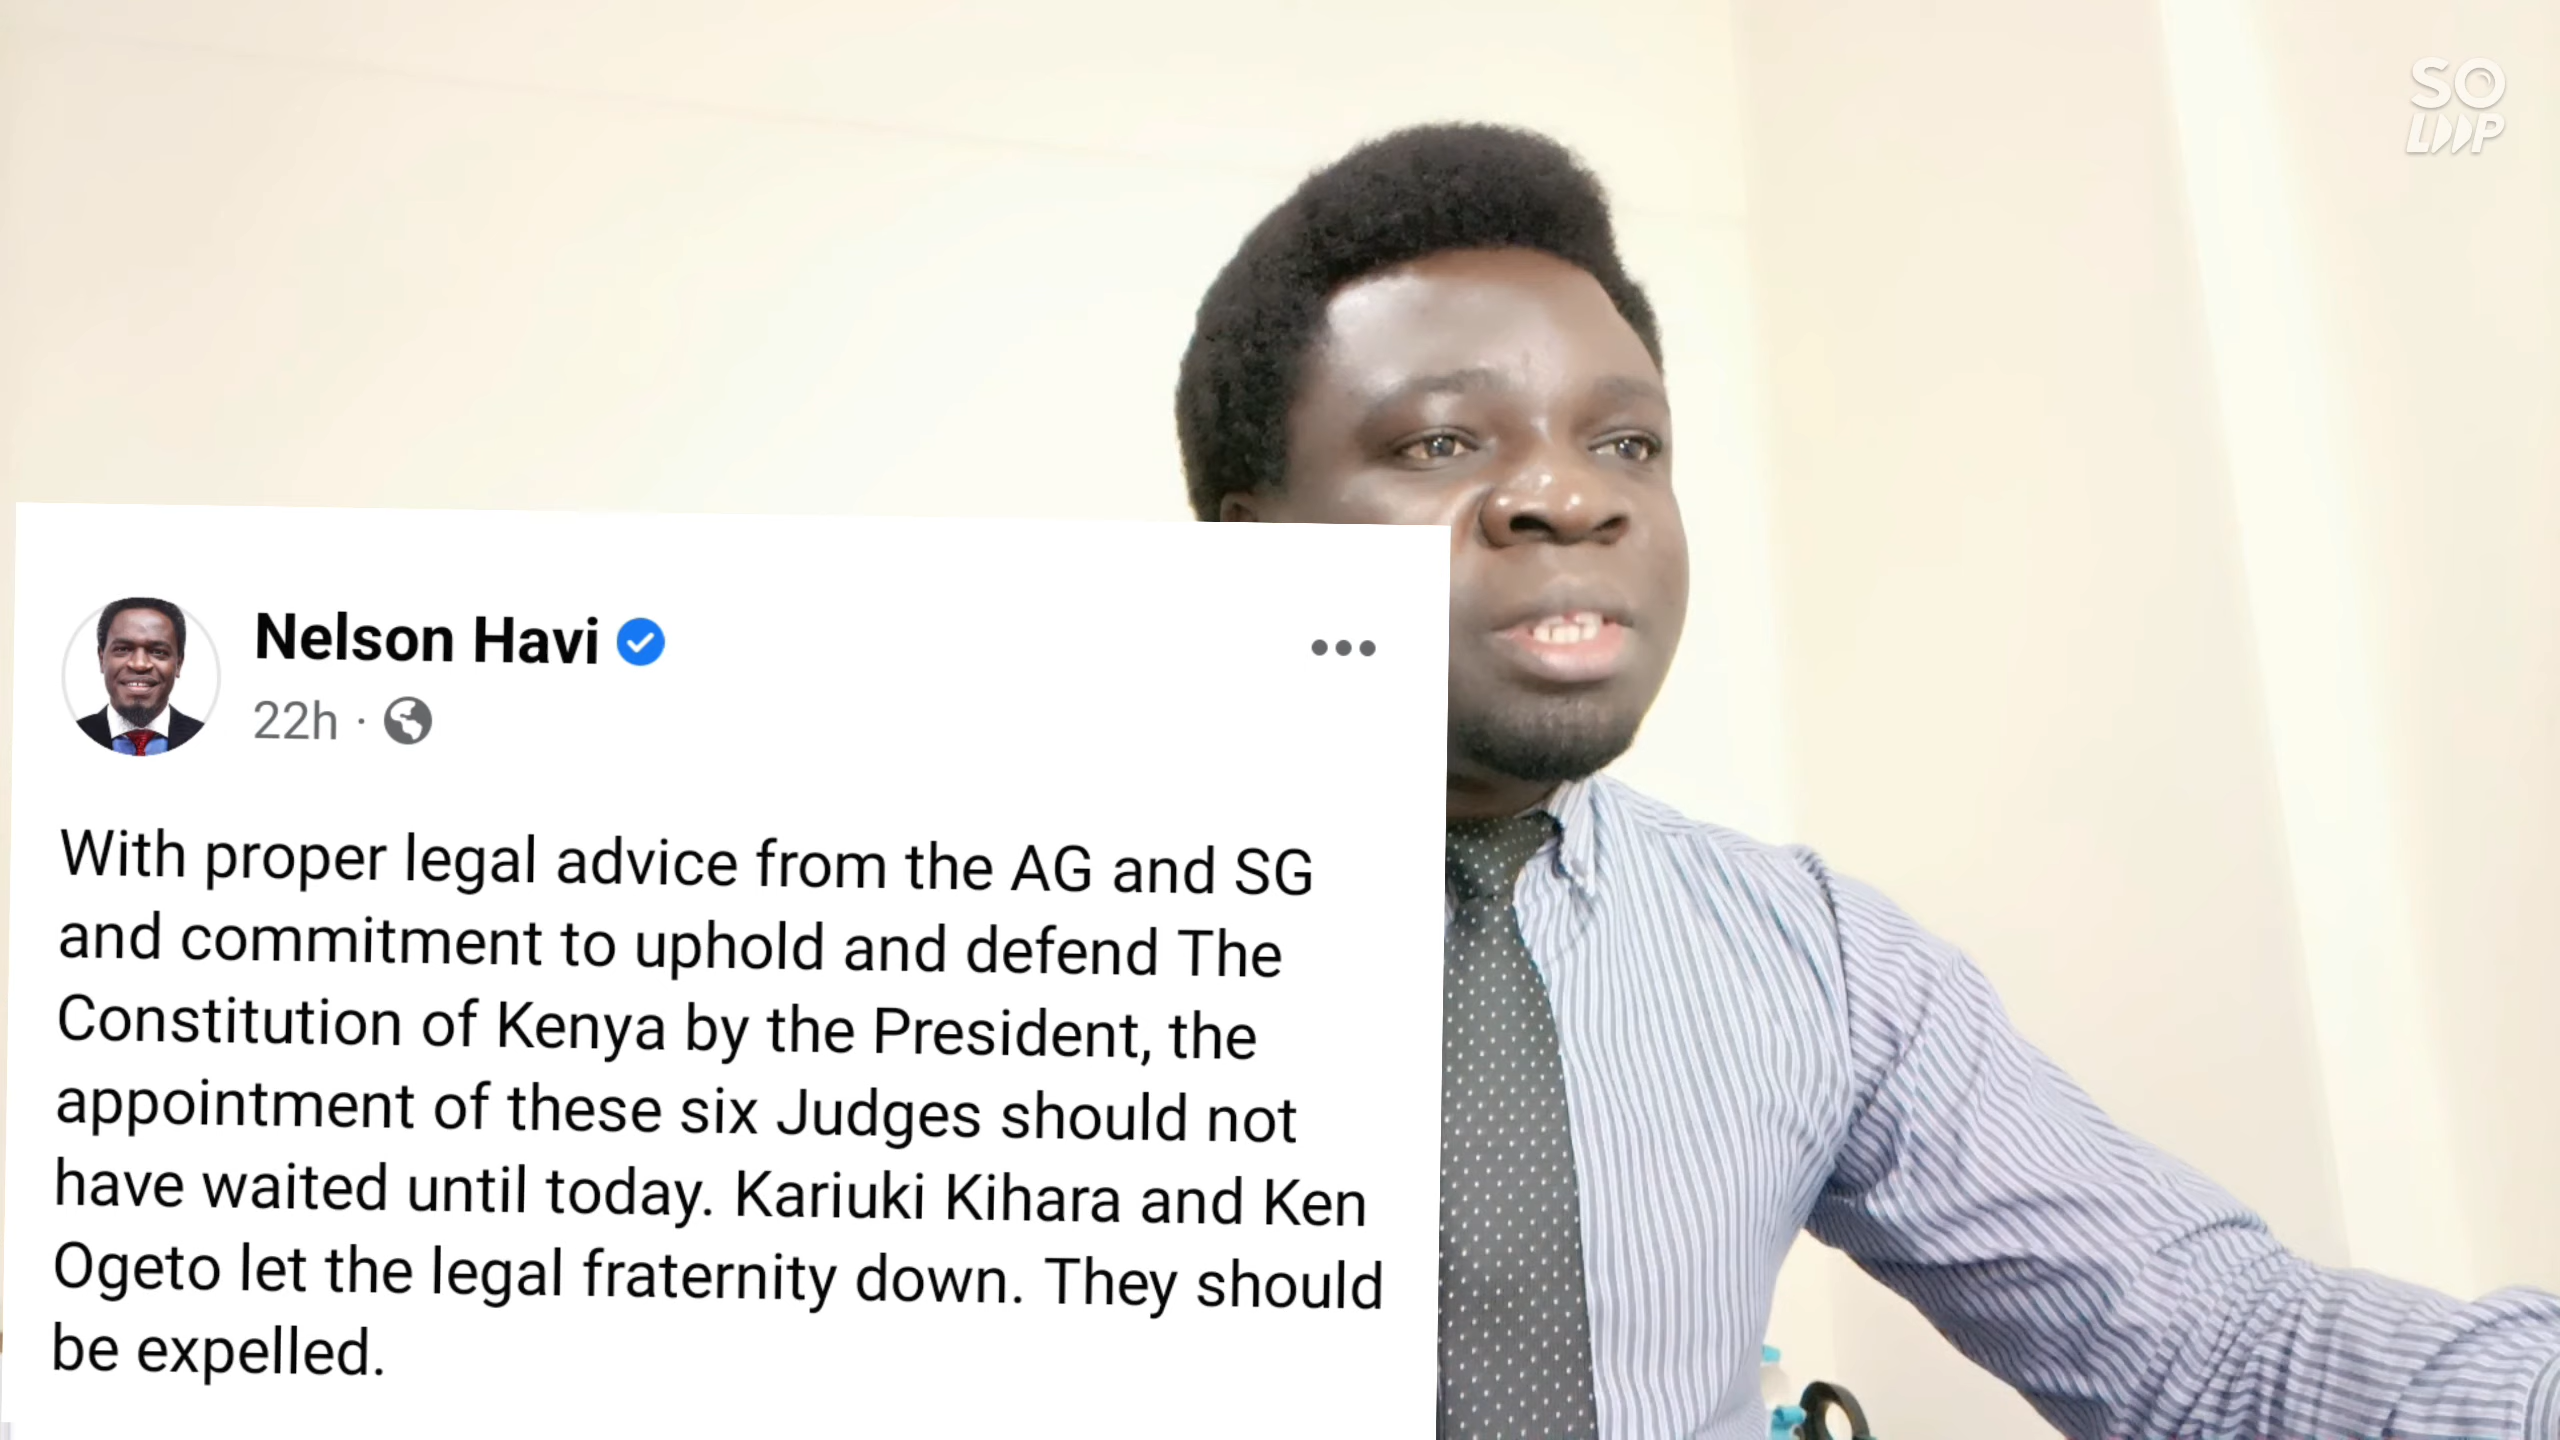 SO
LOOP
Nelson Havi
22h ·
With proper legal advice from the AG and SG
and commitment to uphold and defend The
Constitution of Kenya by the President, the
appointment of these six Judges should not
have waited until today. Kariuki Kihara and Ken
Ogeto let the legal fraternity down. They should
be expelled.